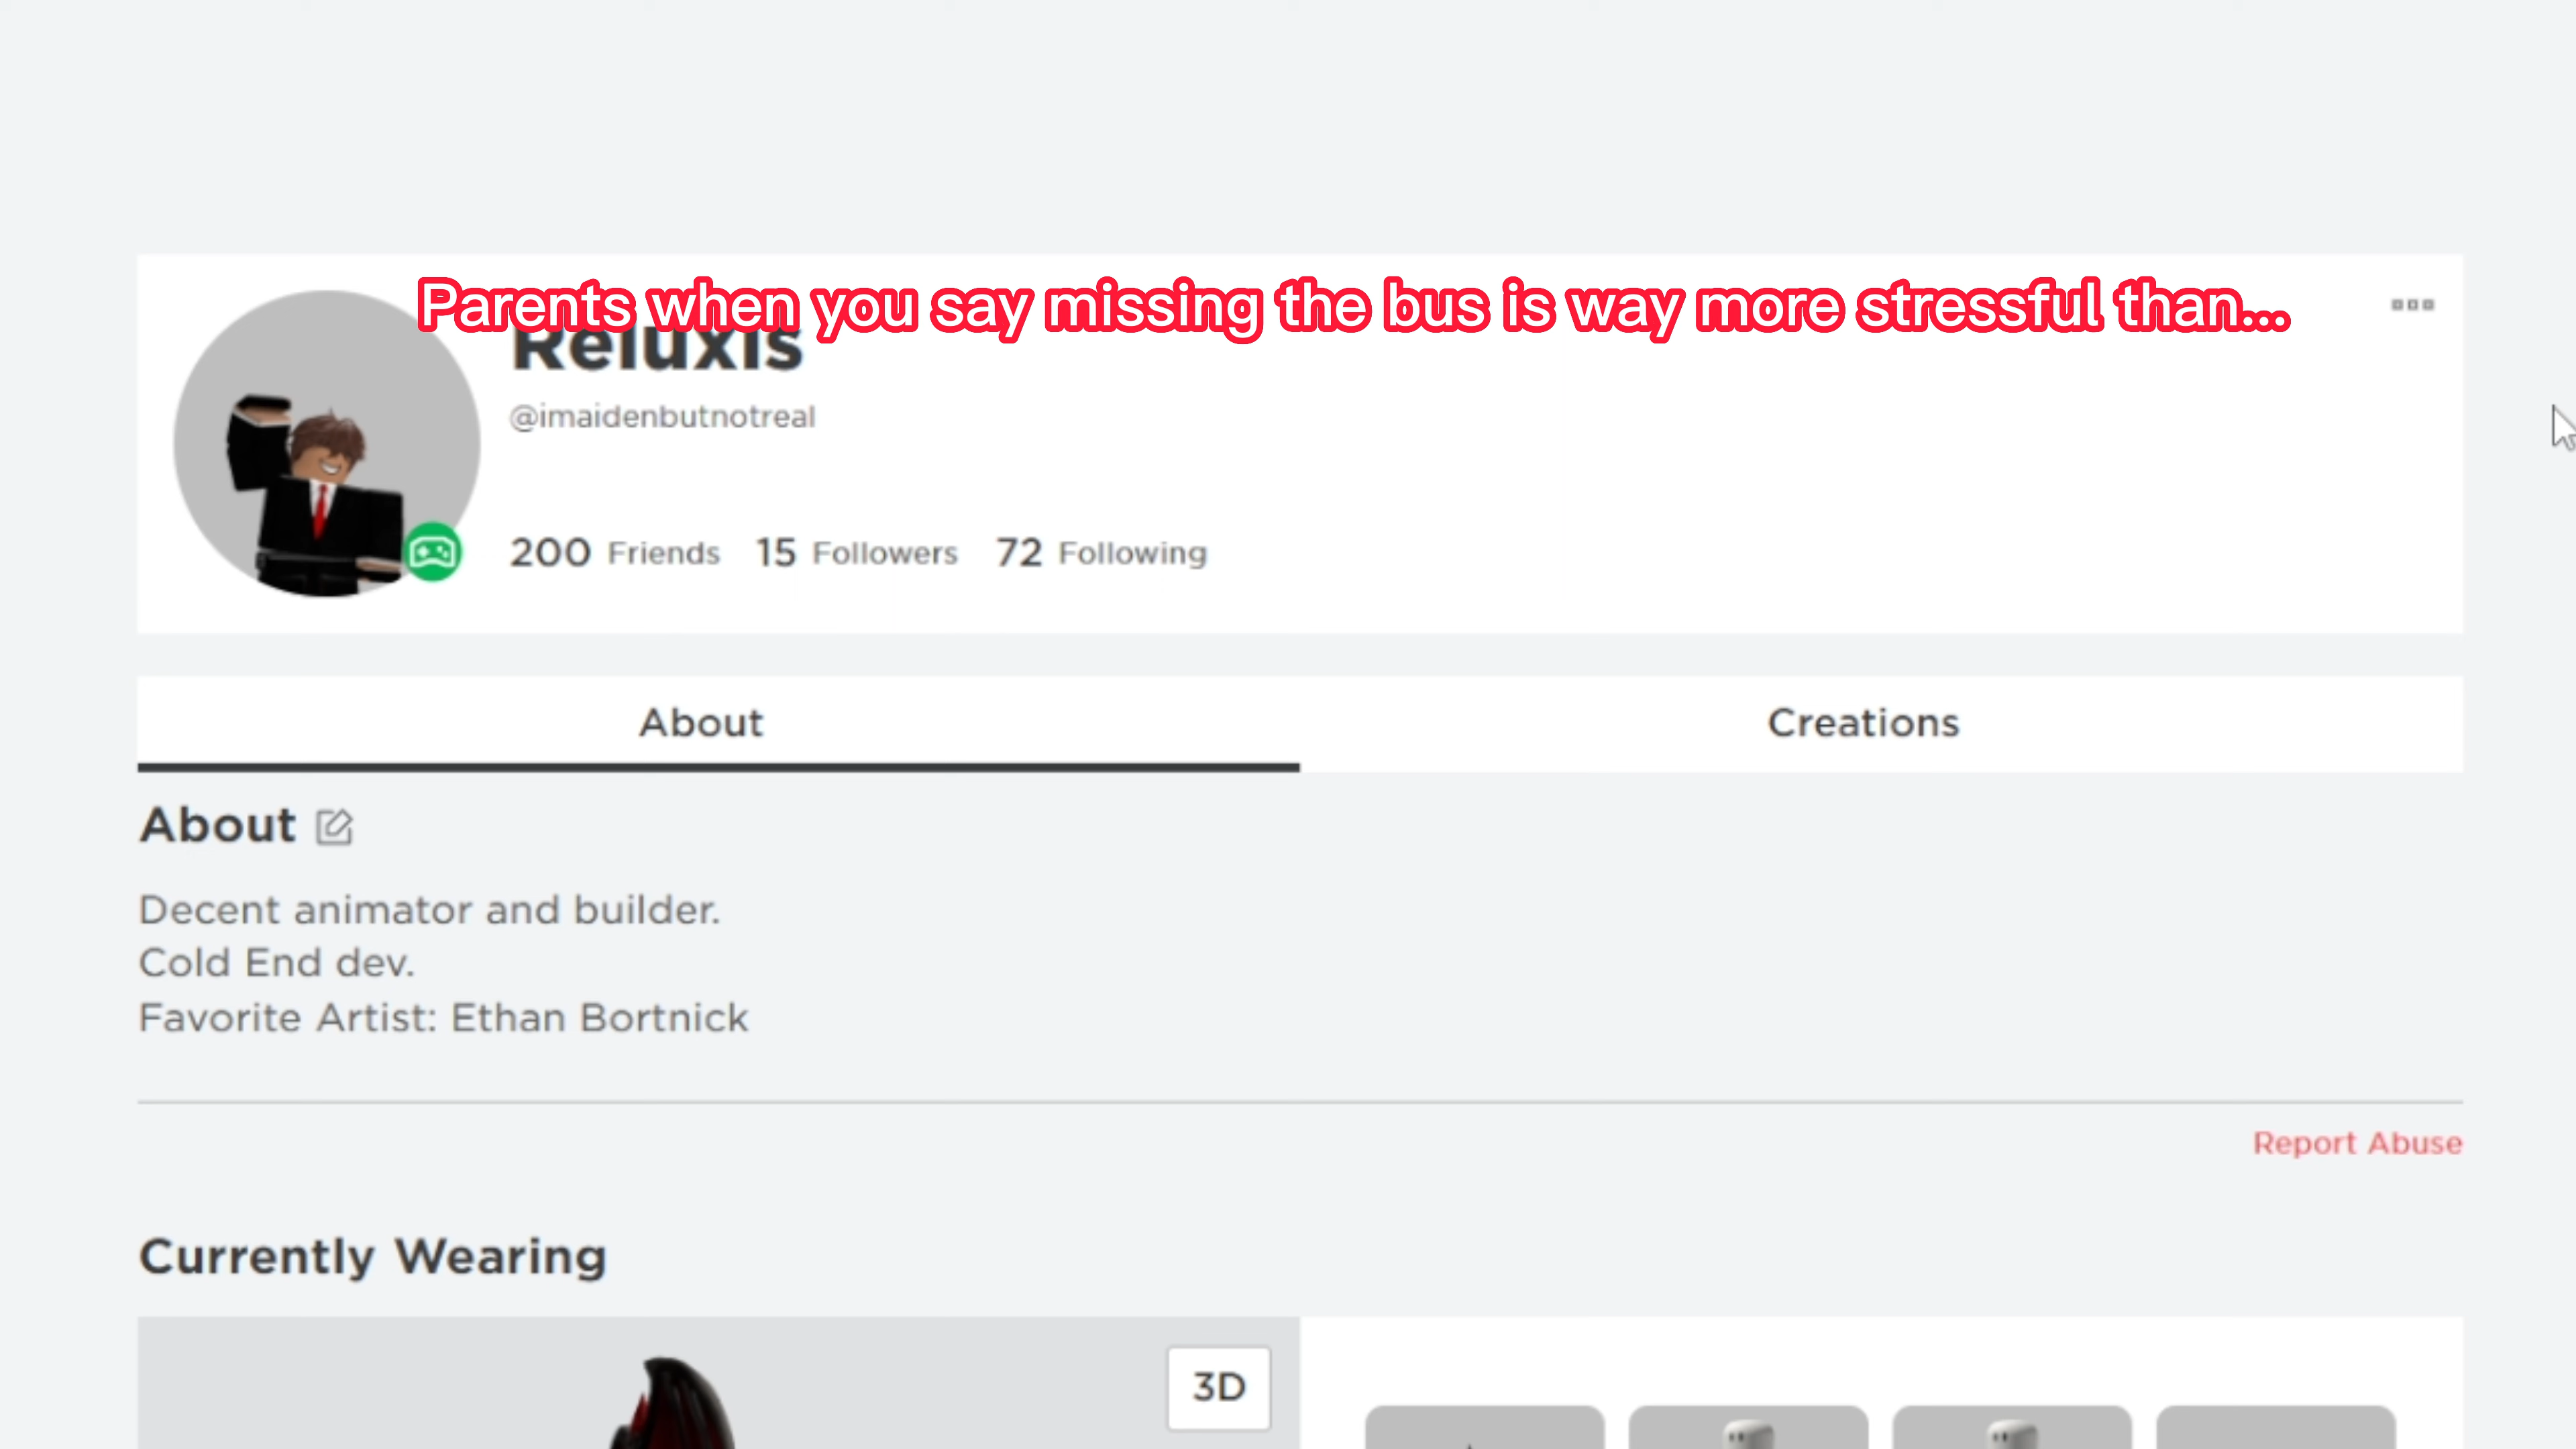 Parents when you say missing the bus is way more stressful than...
Reluxis
@imaidenbutnotreal
200 Friends 15 Followers 72 Following
About Creations
About
Decent animator and builder.
Cold End dev.
Favorite Artist: Ethan Bortnick
Report Abuse
Currently Wearing
3D